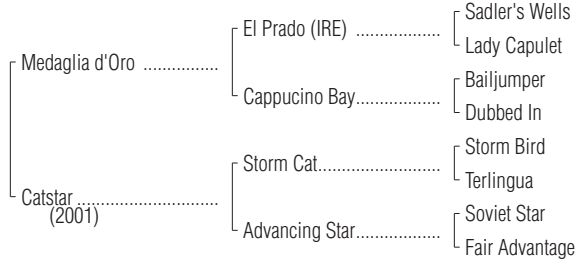 Sadler's Wells
El Prado (IRE) ..................
Lady Capulet
Medaglia d'Oro ................
Bailjumper
Cappucino Bay...................
Dubbed In
Storm Bird
Storm Cat...........................
Terlingua
Catstar ...............................
(2001)
Soviet Star
Advancing Star..................
Fair Advantage